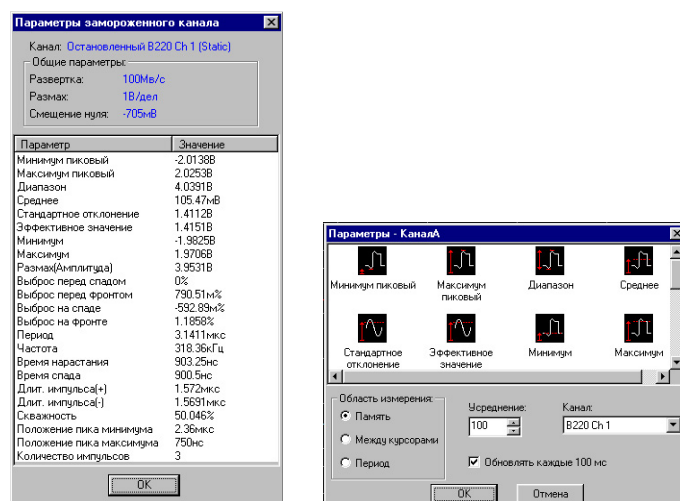 Параметры замороженного канала
Канал: Остановленный B220 Ch 1 (Static)
Общие параметры:
Развертка: 100Мв/с
Размах: 1В/дел
Смещение нуля: -705мВ
Параметр Значение
Минимум пиковый -2.0138В
Максимум пиковый 2.0253В
Диапазон 4.0391В
Среднее 105.47мВ
Стандартное отклонение 1.4112В
Эффективное значение 1.4151В
Минимум -1.9825В
Максимум 1.9706В
Размах(Амплитуда) 3.9531В
Выброс перед спадом 0%
Выброс перед фронтом 790.51м%
Выброс на спаде -592.89м%
Выброс на фронте 1.1858%
Период 3.1411мкс
Частота 318.36кГц
Время нарастания 903.25нс
Время спада 900.5нс
Длит. импульса(+) 1.572мкс
Длит. импульса(-) 1.5691мкс
Скважность 50.046%
Положение пика минимума 2.36мкс
Положение пика максимума 750нс
Количество импульсов 3
OK
Параметры - КаналА
Минимум пиковый
Максимум пиковый
Диапазон
Среднее
Стандартное отклонение
Эффективное значение
Минимум
Максимум
Область измерения:
Память
Между курсорами
Период
Усреднение:
100
Канал:
B220 Ch 1
Обновлять каждые 100 мс
OK
Отмена